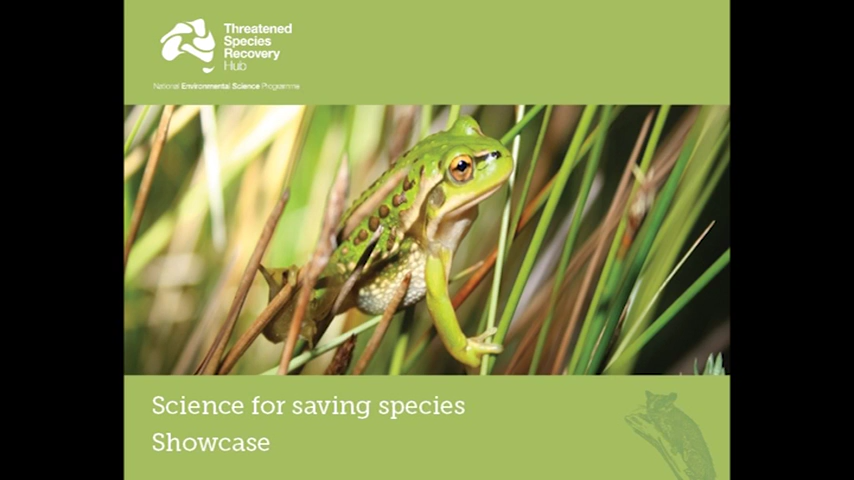 Threatened
Species
Recovery
Hub
National Environmental Science Programme
Science for saving species
Showcase